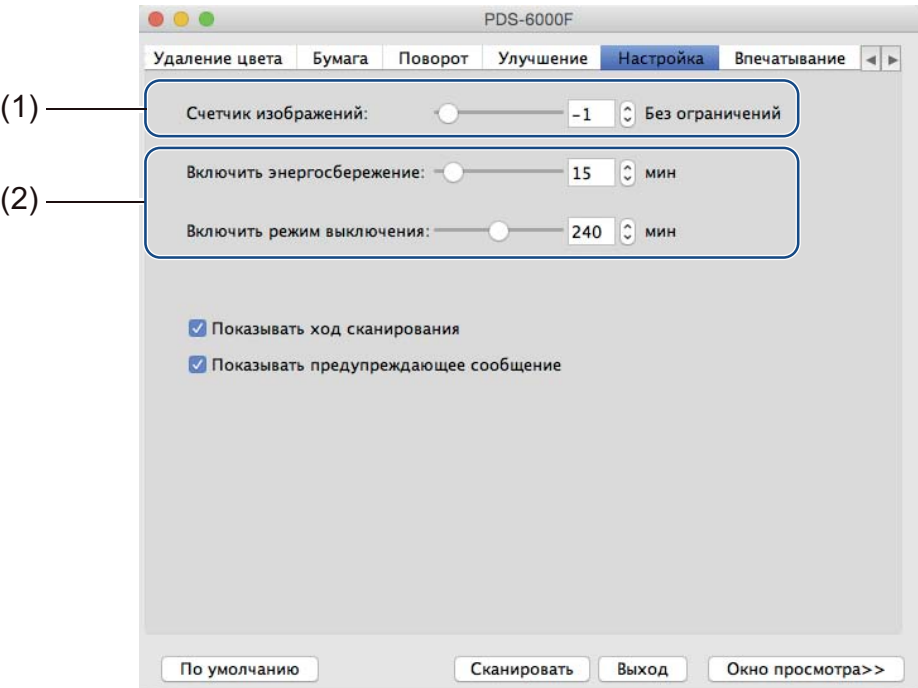 PDS-6000F
Удаление цвета Бумага Поворот Улучшение Настройка Впечатывание
(1)
Счетчик изображений: -1 Без ограничений
(2)
Включить энергосбережение: 15 мин
Включить режим выключения: 240 мин
Показывать ход сканирования
Показывать предупреждающее сообщение
По умолчанию Сканировать Выход Окно просмотра>>